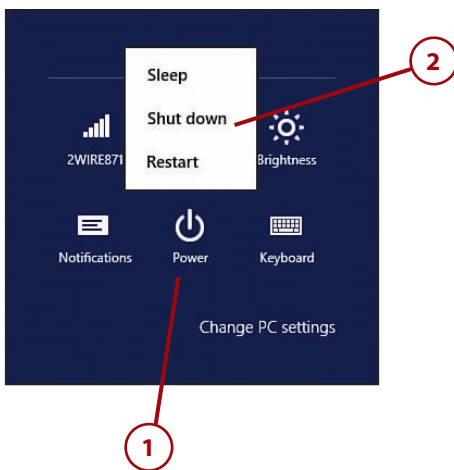 Sleep
Shut down
Restart
2WIRE871
Brightness
Notifications
Power
Keyboard
Change PC settings
1
2